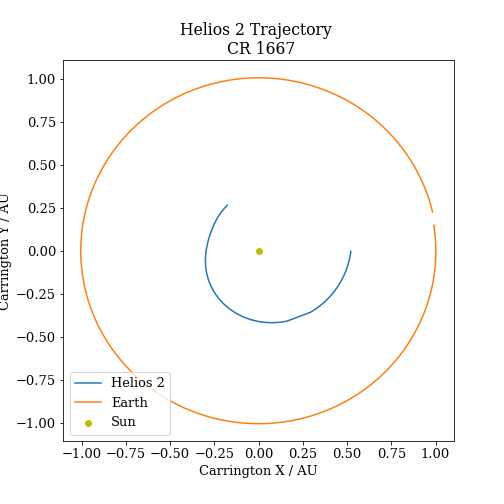 Helios 2 Trajectory
CR 1667
1.00
0.75
0.50
0.25
0.00
−0.25
−0.50
−0.75
−1.00
Carrington Y / AU
Helios 2
Earth
Sun
−1.00 −0.75 −0.50 −0.25 0.00 0.25 0.50 0.75 1.00
Carrington X / AU